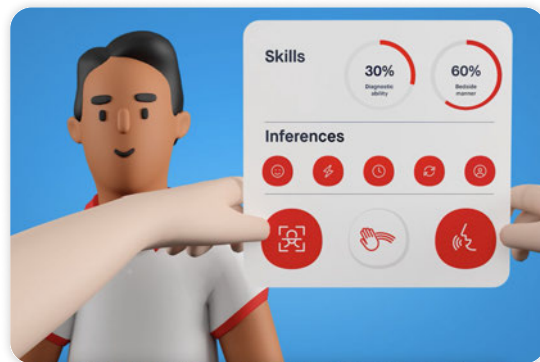 Skills
30%
Diagnostic
ability
60%
Bedside
manner
Inferences